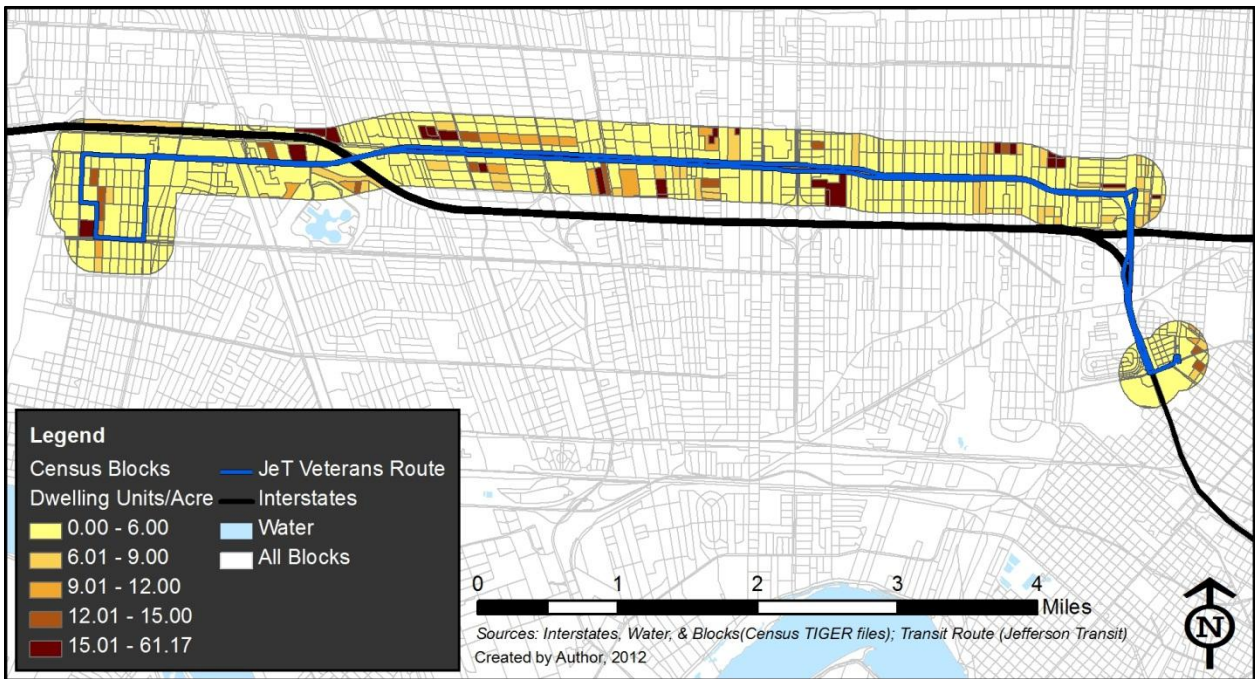 Legend
Census Blocks
JeT Veterans Route
Dwelling Units/Acre
Interstates
0.00 - 6.00
Water
6.01 - 9.00
All Blocks
9.01 - 12.00
12.01 - 15.00
15.01 - 61.17
0 1 2 3 4
Miles
Sources: Interstates, Water, & Blocks(Census TIGER files); Transit Route (Jefferson Transit)
Created by Author, 2012
N